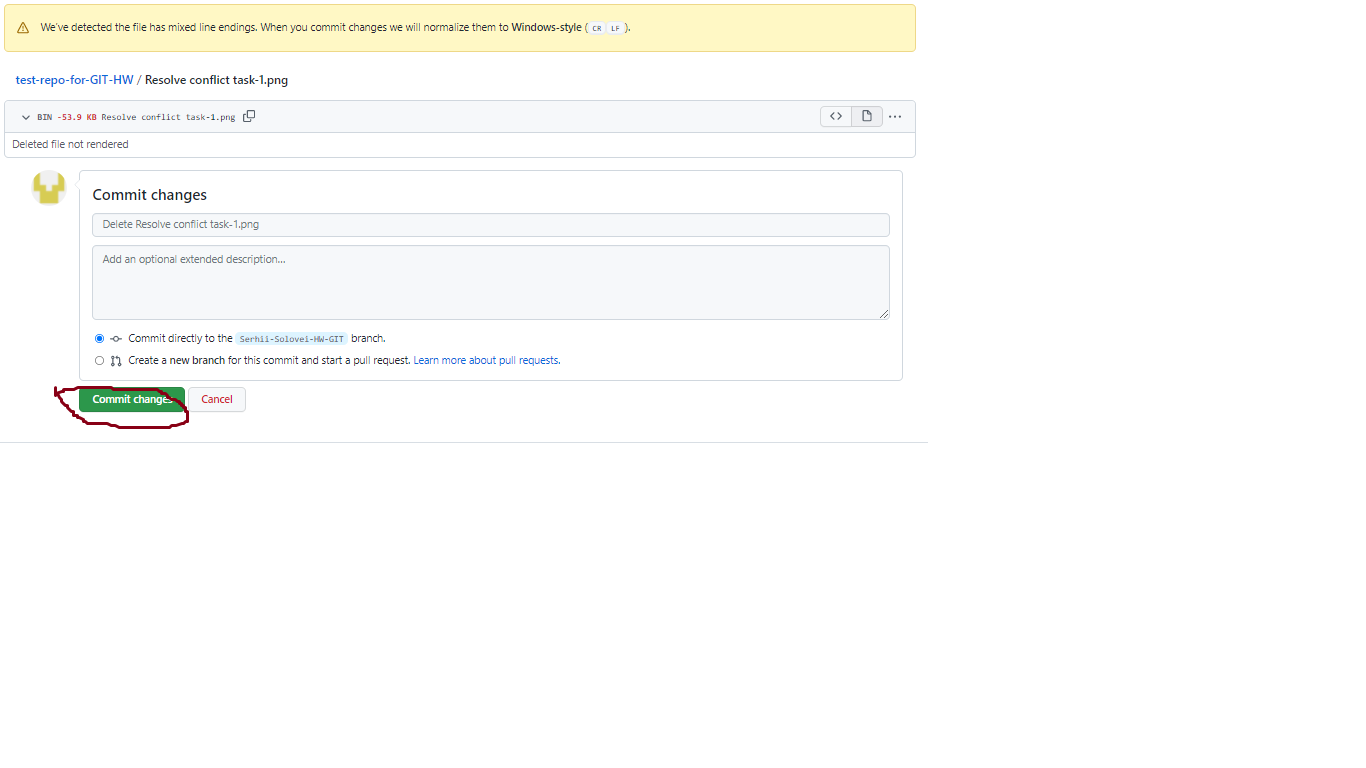 We've detected the file has mixed line endings. When you commit changes we will normalize them to Windows-style ( CR LF ).
test-repo-for-GIT-HW / Resolve conflict task-1.png
BIN -53.9 KB Resolve conflict task-1.png
Deleted file not rendered
Commit changes
Delete Resolve conflict task-1.png
Add an optional extended description...
Commit directly to the Serhii-Solovei-HW-GIT branch.
Create a new branch for this commit and start a pull request. Learn more about pull requests.
Commit changes Cancel